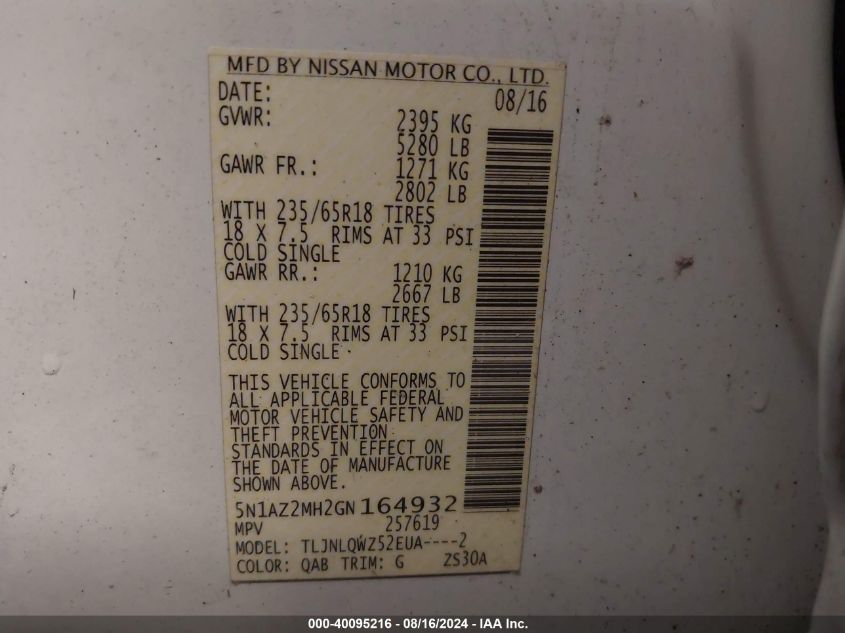 MFD BY NISSAN MOTOR CO., LTD.
DATE: 08/16
GVWR: 2395 KG
5280 LB
GAWR FR.: 1271 KG
2802 LB
WITH 235/65R18 TIRES
18 X 7.5 RIMS AT 33 PSI
COLD SINGLE
GAWR RR.: 1210 KG
2667 LB
WITH 235/65R18 TIRES
18 X 7.5 RIMS AT 33 PSI
COLD SINGLE
THIS VEHICLE CONFORMS TO
ALL APPLICABLE FEDERAL
MOTOR VEHICLE SAFETY AND
THEFT PREVENTION
STANDARDS IN EFFECT ON
THE DATE OF MANUFACTURE
SHOWN ABOVE.
5N1AZ2MH2GN164932
MPV 257619
MODEL: TLJNLQWZ52EUA----2
COLOR: QAB TRIM: G ZS30A
000-40095216 - 08/16/2024 - IAA Inc.